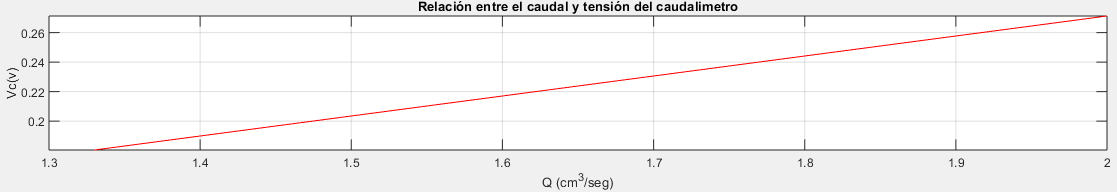 Relación entre el caudal y tensión del caudalimetro
0.26
0.24
0.22
0.2
Vc(v)
1.3 1.4 1.5 1.6 1.7 1.8 1.9 2
Q (cm³/seg)